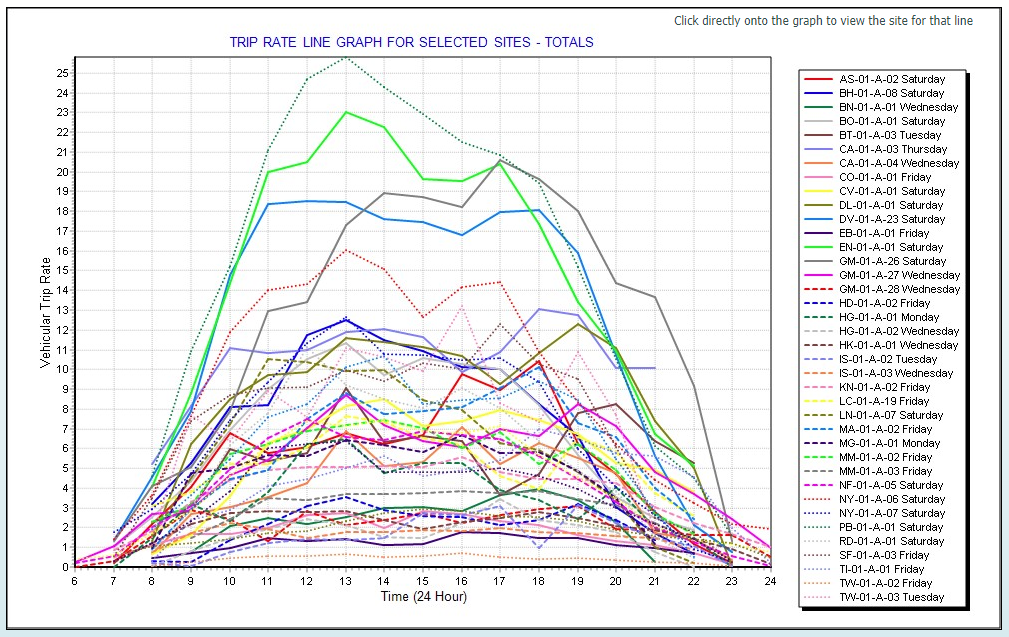 Click directly onto the graph to view the site for that line
TRIP RATE LINE GRAPH FOR SELECTED SITES - TOTALS
Vehicular Trip Rate
25
24
23
22
21
20
19
18
17
16
15
14
13
12
11
10
9
8
7
6
5
4
3
2
1
0
6 7 8 9 10 11 12 13 14 15 16 17 18 19 20 21 22 23 24
Time (24 Hour)
AS-01-A-02 Saturday
BH-01-A-08 Saturday
BN-01-A-01 Wednesday
BO-01-A-01 Saturday
BT-01-A-03 Tuesday
CA-01-A-03 Thursday
CA-01-A-04 Wednesday
CO-01-A-01 Friday
CV-01-A-01 Saturday
DL-01-A-01 Saturday
DV-01-A-23 Saturday
EB-01-A-01 Friday
EN-01-A-01 Saturday
GM-01-A-26 Saturday
GM-01-A-27 Wednesday
GM-01-A-28 Wednesday
HD-01-A-02 Friday
HG-01-A-01 Monday
HG-01-A-02 Wednesday
HK-01-A-01 Wednesday
IS-01-A-02 Tuesday
IS-01-A-03 Wednesday
KN-01-A-02 Friday
LC-01-A-19 Friday
LN-01-A-07 Saturday
MA-01-A-02 Friday
MG-01-A-01 Monday
MM-01-A-02 Friday
MM-01-A-03 Friday
NF-01-A-05 Saturday
NY-01-A-06 Saturday
NY-01-A-07 Saturday
PB-01-A-01 Saturday
RD-01-A-01 Saturday
SF-01-A-03 Friday
TI-01-A-01 Friday
TW-01-A-02 Friday
TW-01-A-03 Tuesday